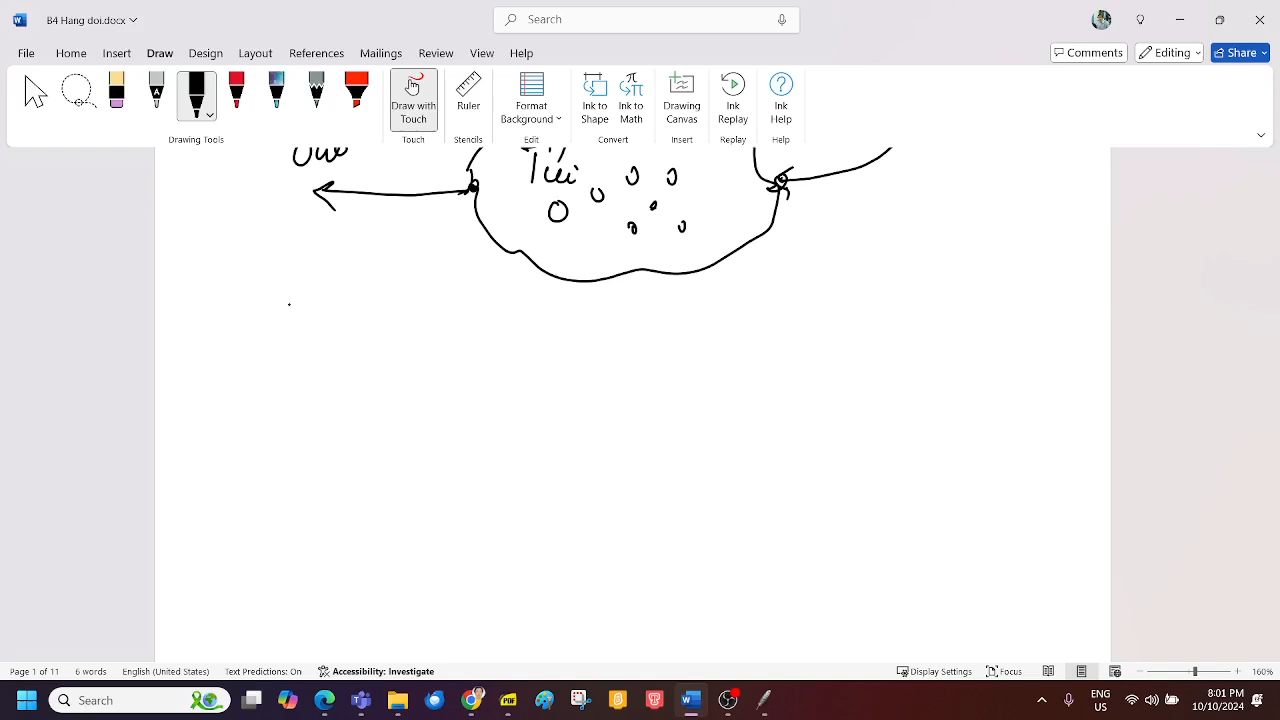 B4 Hang doi.docx
Search
File Home Insert Draw Design Layout References Mailings Review View Help
Comments Editing Share
Draw with Touch
Ruler
Format Background
Ink to Shape
Ink to Math
Drawing Canvas
Ink Replay
Ink Help
Drawing Tools Touch Stencils Edit Convert Insert Replay Help
Túi
Page 1 of 11 6 words English (United States) Text Predictions: On Accessibility: Investigate Display Settings Focus 160%
Search
ENG
US
8:01 PM
10/10/2024